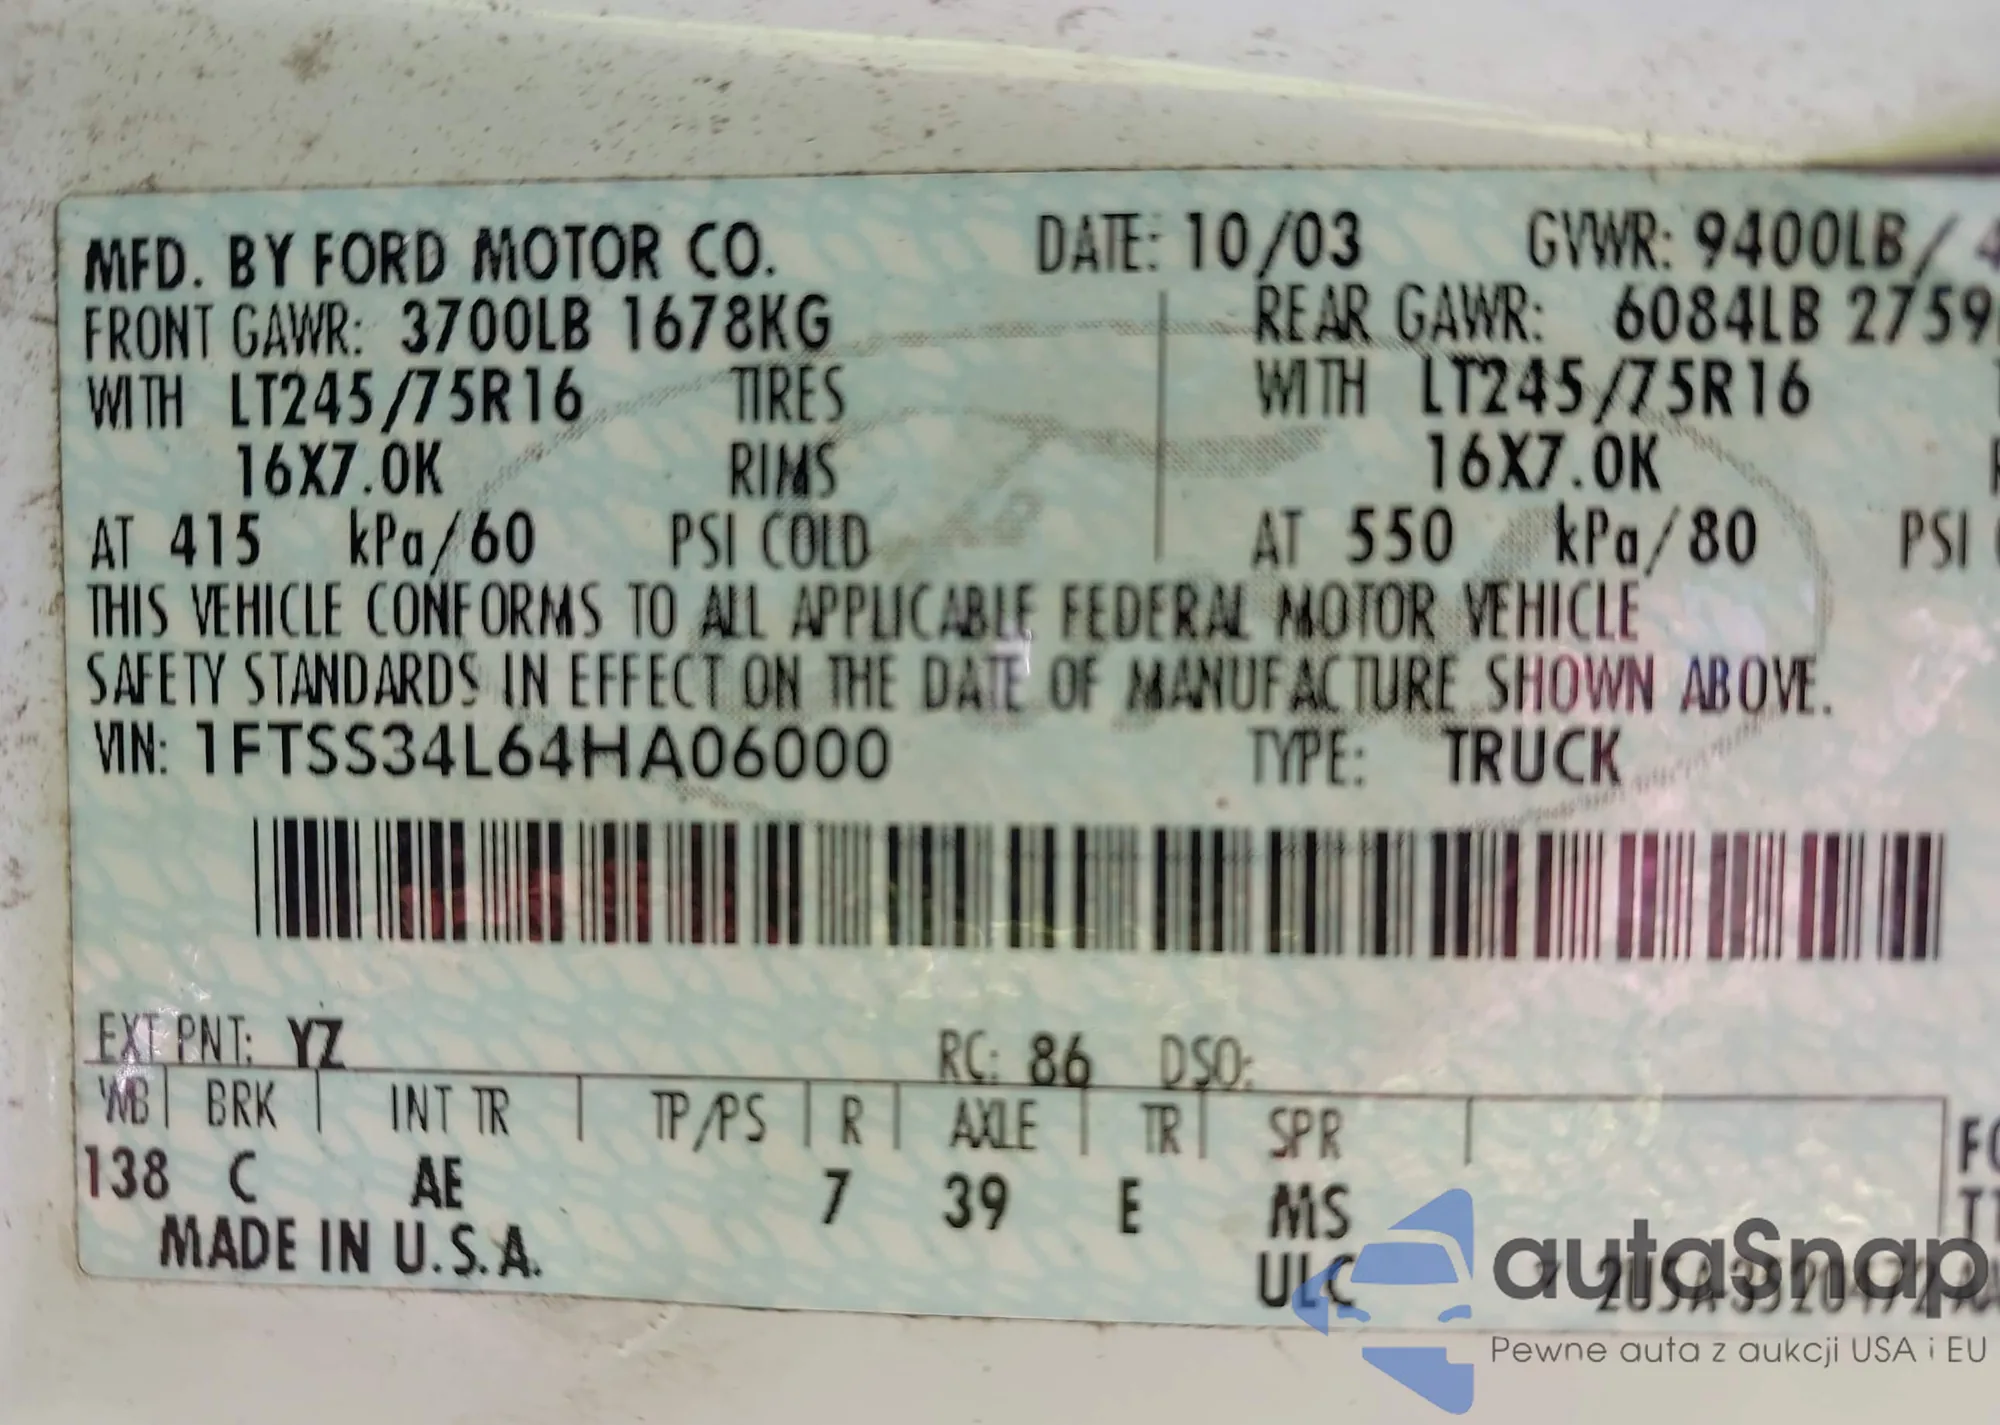 MFD. BY FORD MOTOR CO. DATE: 10/03 GVWR: 9400LB/ 4
FRONT GAWR: 3700LB 1678KG REAR GAWR: 6084LB 2759
WITH LT245/75R16 TIRES WITH LT245/75R16
16X7.0K RIMS 16X7.0K
AT 415 kPa/60 PSI COLD AT 550 kPa/80 PSI
THIS VEHICLE CONFORMS TO ALL APPLICABLE FEDERAL MOTOR VEHICLE
SAFETY STANDARDS IN EFFECT ON THE DATE OF MANUFACTURE SHOWN ABOVE.
VIN: 1FTSS34L64HA06000 TYPE: TRUCK
EXT PNT: YZ RC: 86 DSO:
WB BRK INT TR TP/PS R AXLE TR SPR
138 C AE 7 39 E MS
MADE IN U.S.A. ULC
autaSnap
Pewne auta z aukcji USA i EU